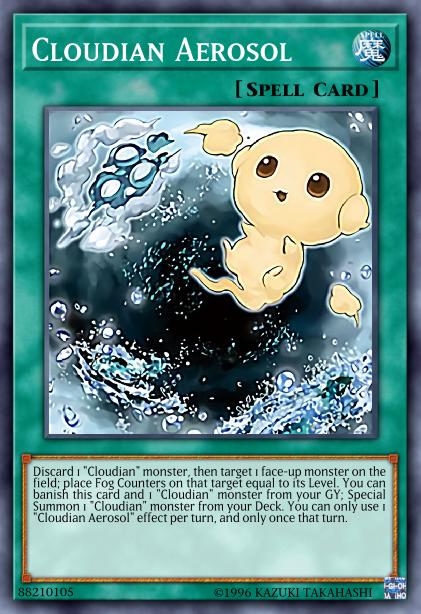 CLOUDIAN AEROSOL
SPELL
魔
[SPELL CARD]
Discard 1 "Cloudian" monster, then target 1 face-up monster on the
field; place Fog Counters on that target equal to its Level. You can
banish this card and 1 "Cloudian" monster from your GY; Special
Summon 1 "Cloudian" monster from your Deck. You can only use 1
"Cloudian Aerosol" effect per turn, and only once that turn.
88210105
©1996 KAZUKI TAKAHASHI